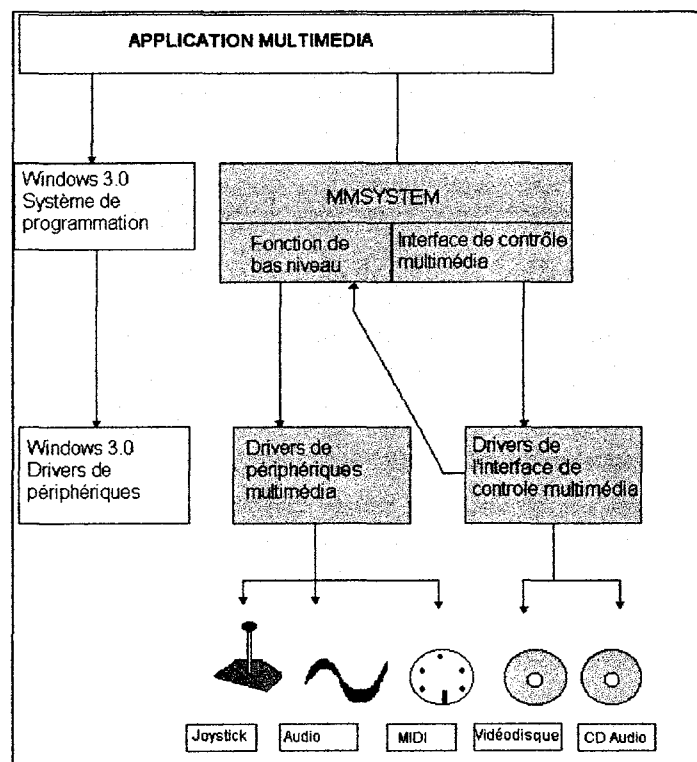 APPLICATION MULTIMEDIA
Windows 3.0
Système de
programmation
MMSYSTEM
Fonction de
bas niveau
Interface de contrôle
multimédia
Windows 3.0
Drivers de
périphériques
Drivers de
périphériques
multimédia
Drivers de
l'interface de
controle multimédia
Joystick
Audio
MIDI
Vidéodisque
CD Audio